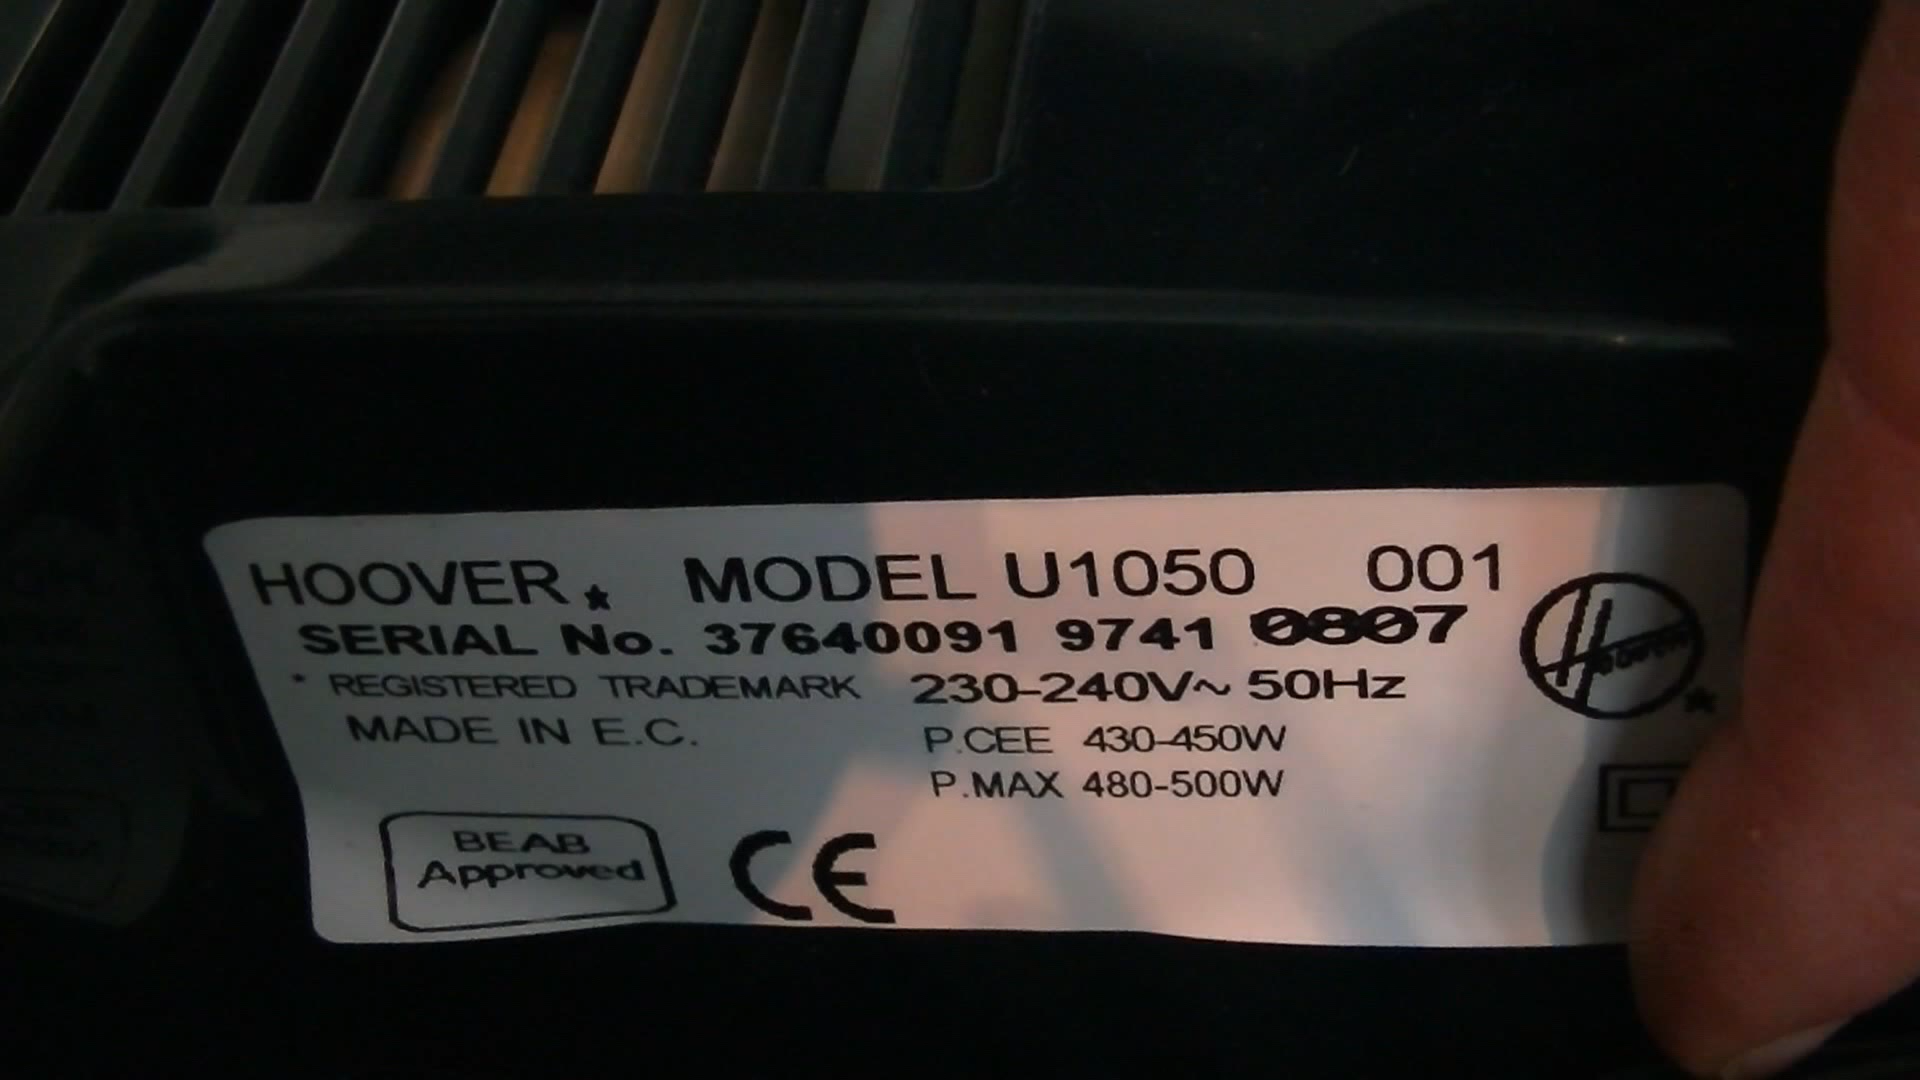 HOOVER★ MODEL U1050 001
SERIAL No. 37640091 9741 0807
* REGISTERED TRADEMARK 230-240V~ 50Hz
MADE IN E.C. P.CEE 430-450W
P.MAX 480-500W
BEAB
Approved
CE
Hoover★